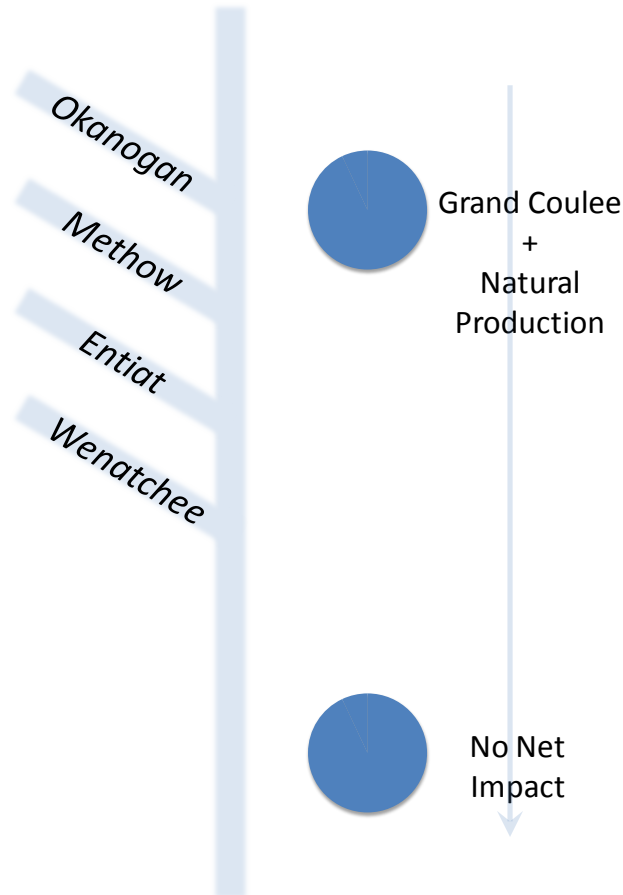 Okanogan
Methow
Entiat
Wenatchee
Grand Coulee
+
Natural
Production
No Net
Impact